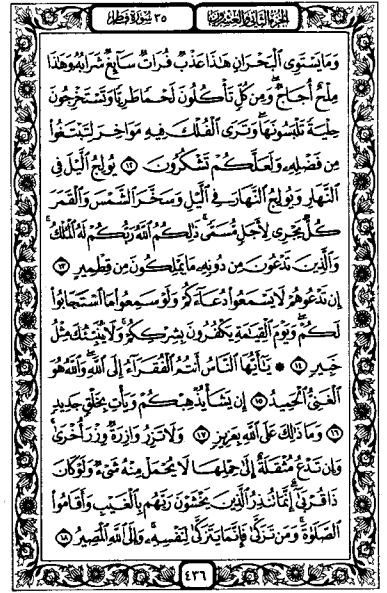 الجزء الثاني والعشرون
٣٥ سورة فاطر
وَمَا يَسْتَوِى ٱلْبَحْرَانِ هَٰذَا عَذْبٌ فُرَاتٌ سَآئِغٌ شَرَابُهُۥ وَهَٰذَا
مِلْحٌ أُجَاجٌ وَمِن كُلٍّ تَأْكُلُونَ لَحْمًا طَرِيًّا وَتَسْتَخْرِجُونَ
حِلْيَةً تَلْبَسُونَهَا وَتَرَى ٱلْفُلْكَ فِيهِ مَوَاخِرَ لِتَبْتَغُوا۟
مِن فَضْلِهِۦ وَلَعَلَّكُمْ تَشْكُرُونَ ١٢ يُولِجُ ٱلَّيْلَ فِى
ٱلنَّهَارِ وَيُولِجُ ٱلنَّهَارَ فِى ٱلَّيْلِ وَسَخَّرَ ٱلشَّمْسَ وَٱلْقَمَرَ
كُلٌّ يَجْرِى لِأَجَلٍ مُّسَمًّى ذَٰلِكُمُ ٱللَّهُ رَبُّكُمْ لَهُ ٱلْمُلْكُ
وَٱلَّذِينَ تَدْعُونَ مِن دُونِهِۦ مَا يَمْلِكُونَ مِن قِطْمِيرٍ ١٣
إِن تَدْعُوهُمْ لَا يَسْمَعُوا۟ دُعَآءَكُمْ وَلَوْ سَمِعُوا۟ مَا ٱسْتَجَابُوا۟
لَكُمْ وَيَوْمَ ٱلْقِيَٰمَةِ يَكْفُرُونَ بِشِرْكِكُمْ وَلَا يُنَبِّئُكَ مِثْلُ
خَبِيرٍ ١٤ ۞ يَٰٓأَيُّهَا ٱلنَّاسُ أَنتُمُ ٱلْفُقَرَآءُ إِلَى ٱللَّهِ وَٱللَّهُ هُوَ
ٱلْغَنِىُّ ٱلْحَمِيدُ ١٥ إِن يَشَأْ يُذْهِبْكُمْ وَيَأْتِ بِخَلْقٍ جَدِيدٍ
١٦ وَمَا ذَٰلِكَ عَلَى ٱللَّهِ بِعَزِيزٍ ١٧ وَلَا تَزِرُ وَازِرَةٌ وِزْرَ أُخْرَىٰ
وَإِن تَدْعُ مُثْقَلَةٌ إِلَىٰ حِمْلِهَا لَا يُحْمَلْ مِنْهُ شَىْءٌ وَلَوْ كَانَ
ذَا قُرْبَىٰٓ إِنَّمَا تُنذِرُ ٱلَّذِينَ يَخْشَوْنَ رَبَّهُم بِٱلْغَيْبِ وَأَقَامُوا۟
ٱلصَّلَوٰةَ وَمَن تَزَكَّىٰ فَإِنَّمَا يَتَزَكَّىٰ لِنَفْسِهِۦ وَإِلَى ٱللَّهِ ٱلْمَصِيرُ ١٨
٤٣٦